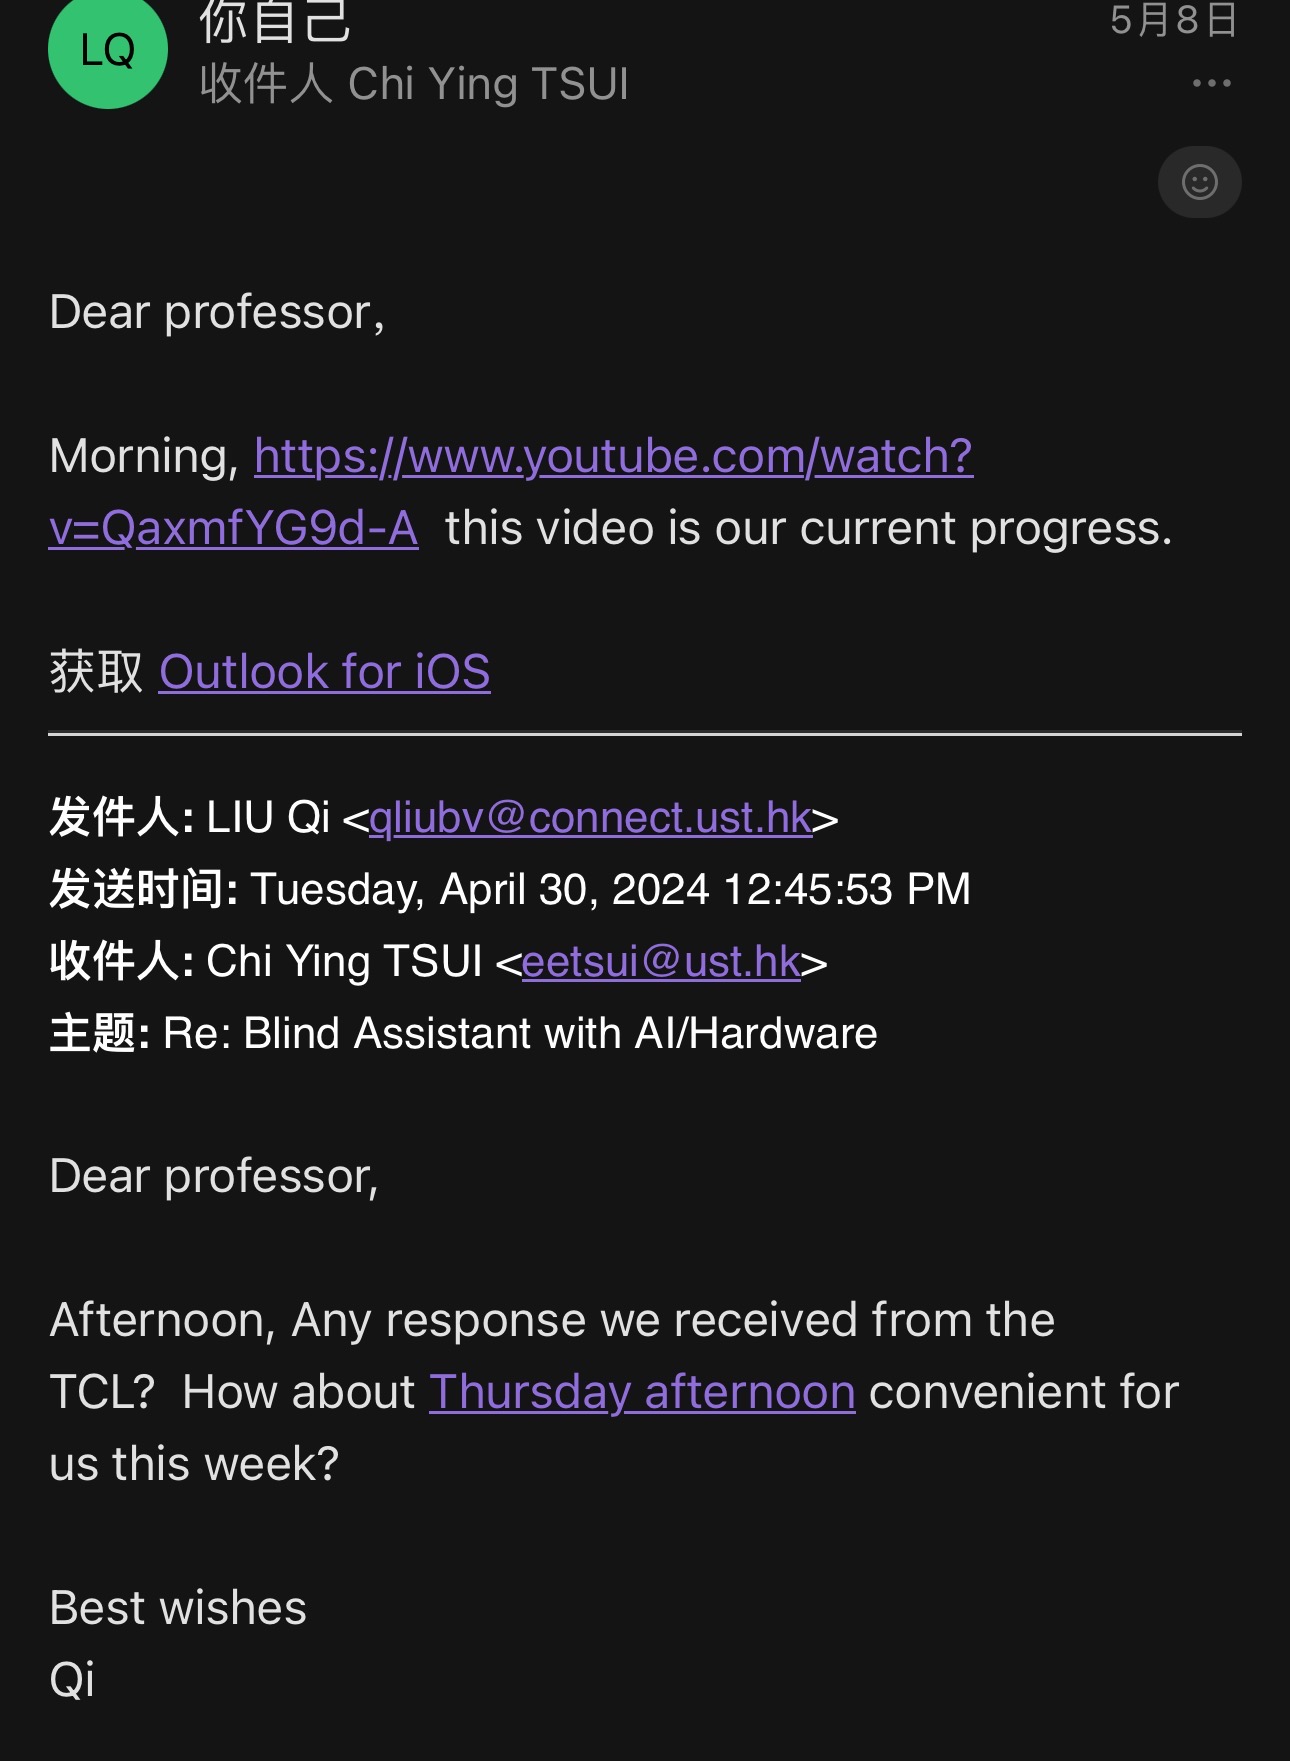 LQ
你自己
5月8日
收件人 Chi Ying TSUI
Dear professor,
Morning, https://www.youtube.com/watch?
v=QaxmfYG9d-A this video is our current progress.
获取 Outlook for iOS
发件人: LIU Qi <qliubv@connect.ust.hk>
发送时间: Tuesday, April 30, 2024 12:45:53 PM
收件人: Chi Ying TSUI <eetsui@ust.hk>
主题: Re: Blind Assistant with AI/Hardware
Dear professor,
Afternoon, Any response we received from the
TCL? How about Thursday afternoon convenient for
us this week?
Best wishes
Qi